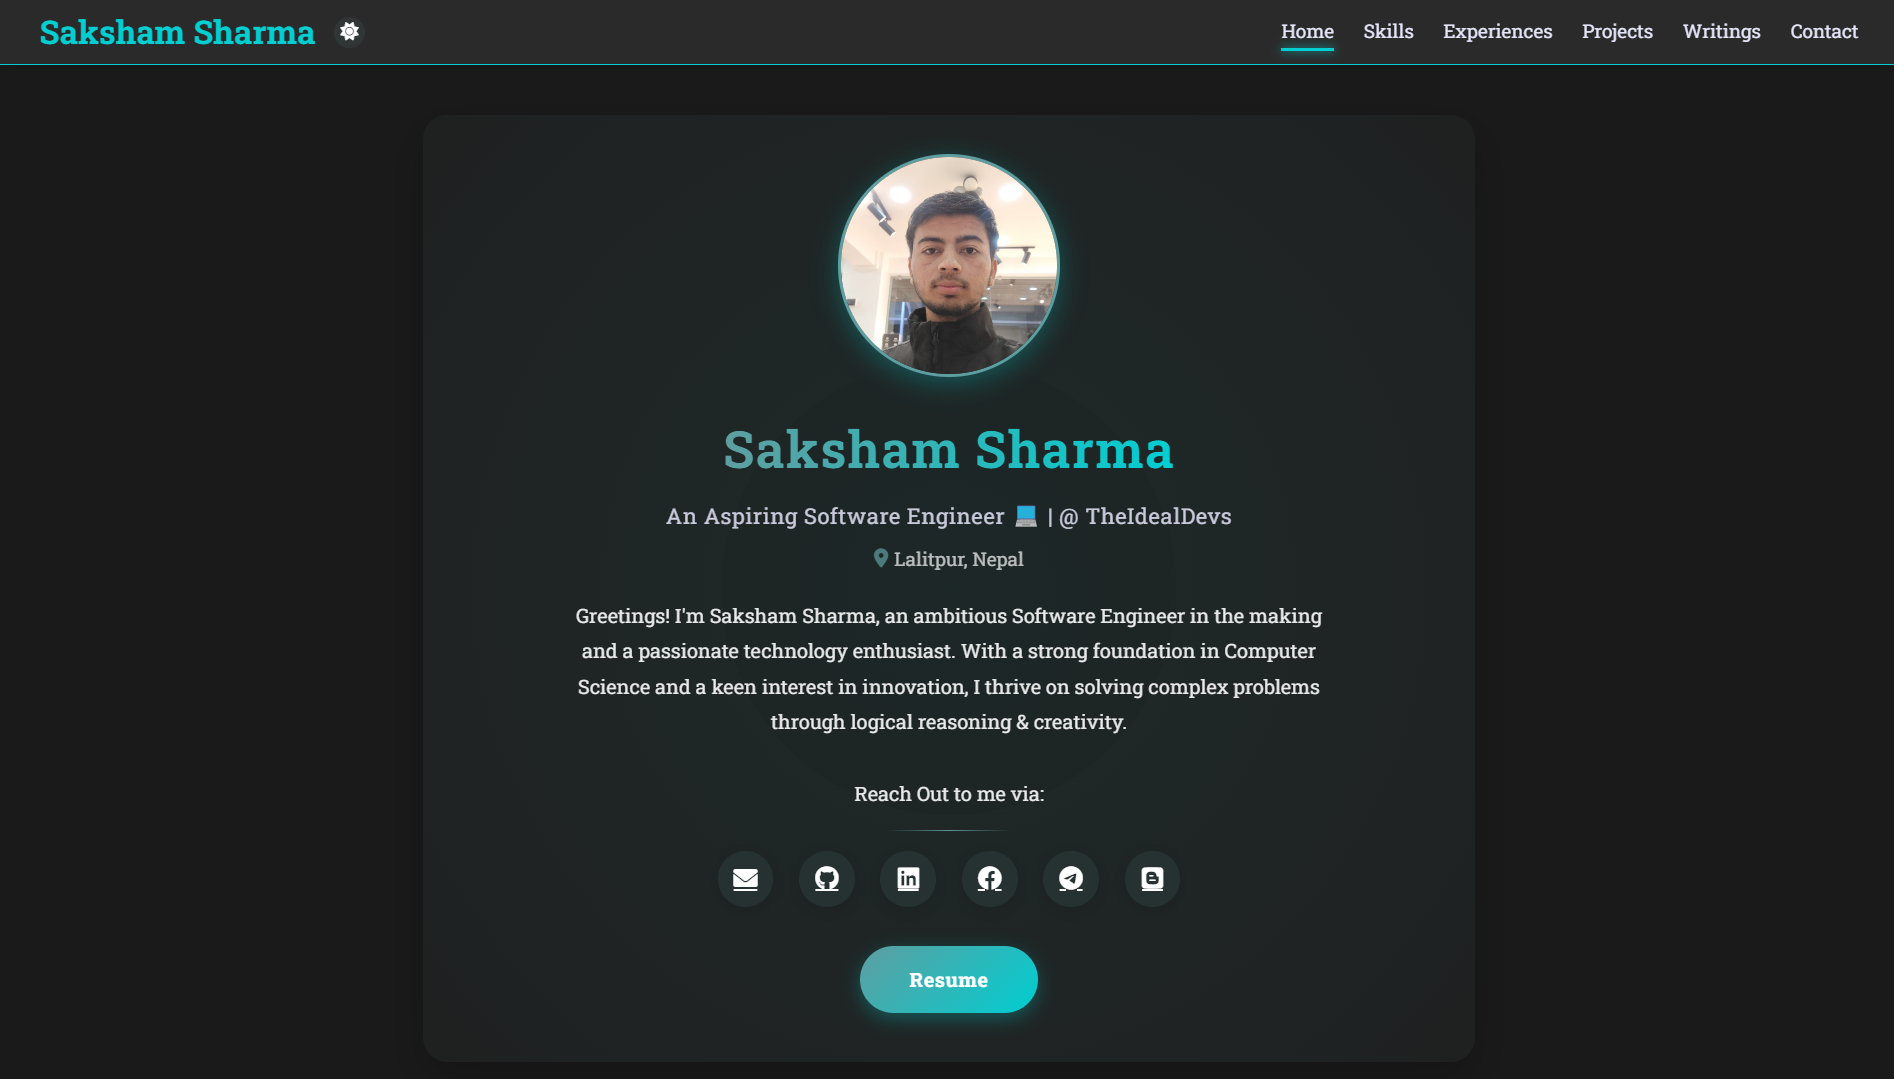 Saksham Sharma
Home Skills Experiences Projects Writings Contact
Saksham Sharma
An Aspiring Software Engineer 💻 | @ TheIdealDevs
Lalitpur, Nepal
Greetings! I'm Saksham Sharma, an ambitious Software Engineer in the making
and a passionate technology enthusiast. With a strong foundation in Computer
Science and a keen interest in innovation, I thrive on solving complex problems
through logical reasoning & creativity.
Reach Out to me via:
Resume